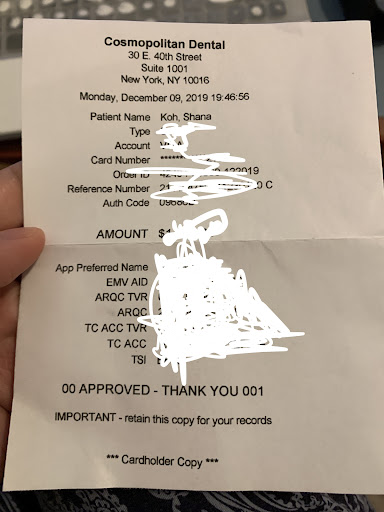 Cosmopolitan Dental
30 E. 40th Street
Suite 1001
New York, NY 10016
Monday, December 09, 2019 19:46:56
Patient Name Koh, Shana
Type
Account
Card Number
Order ID
Reference Number C
Auth Code
AMOUNT
App Preferred Name
EMV AID
ARQC TVR
ARQC
TC ACC TVR
TC ACC
TSI
00 APPROVED - THANK YOU 001
IMPORTANT - retain this copy for your records
*** Cardholder Copy ***